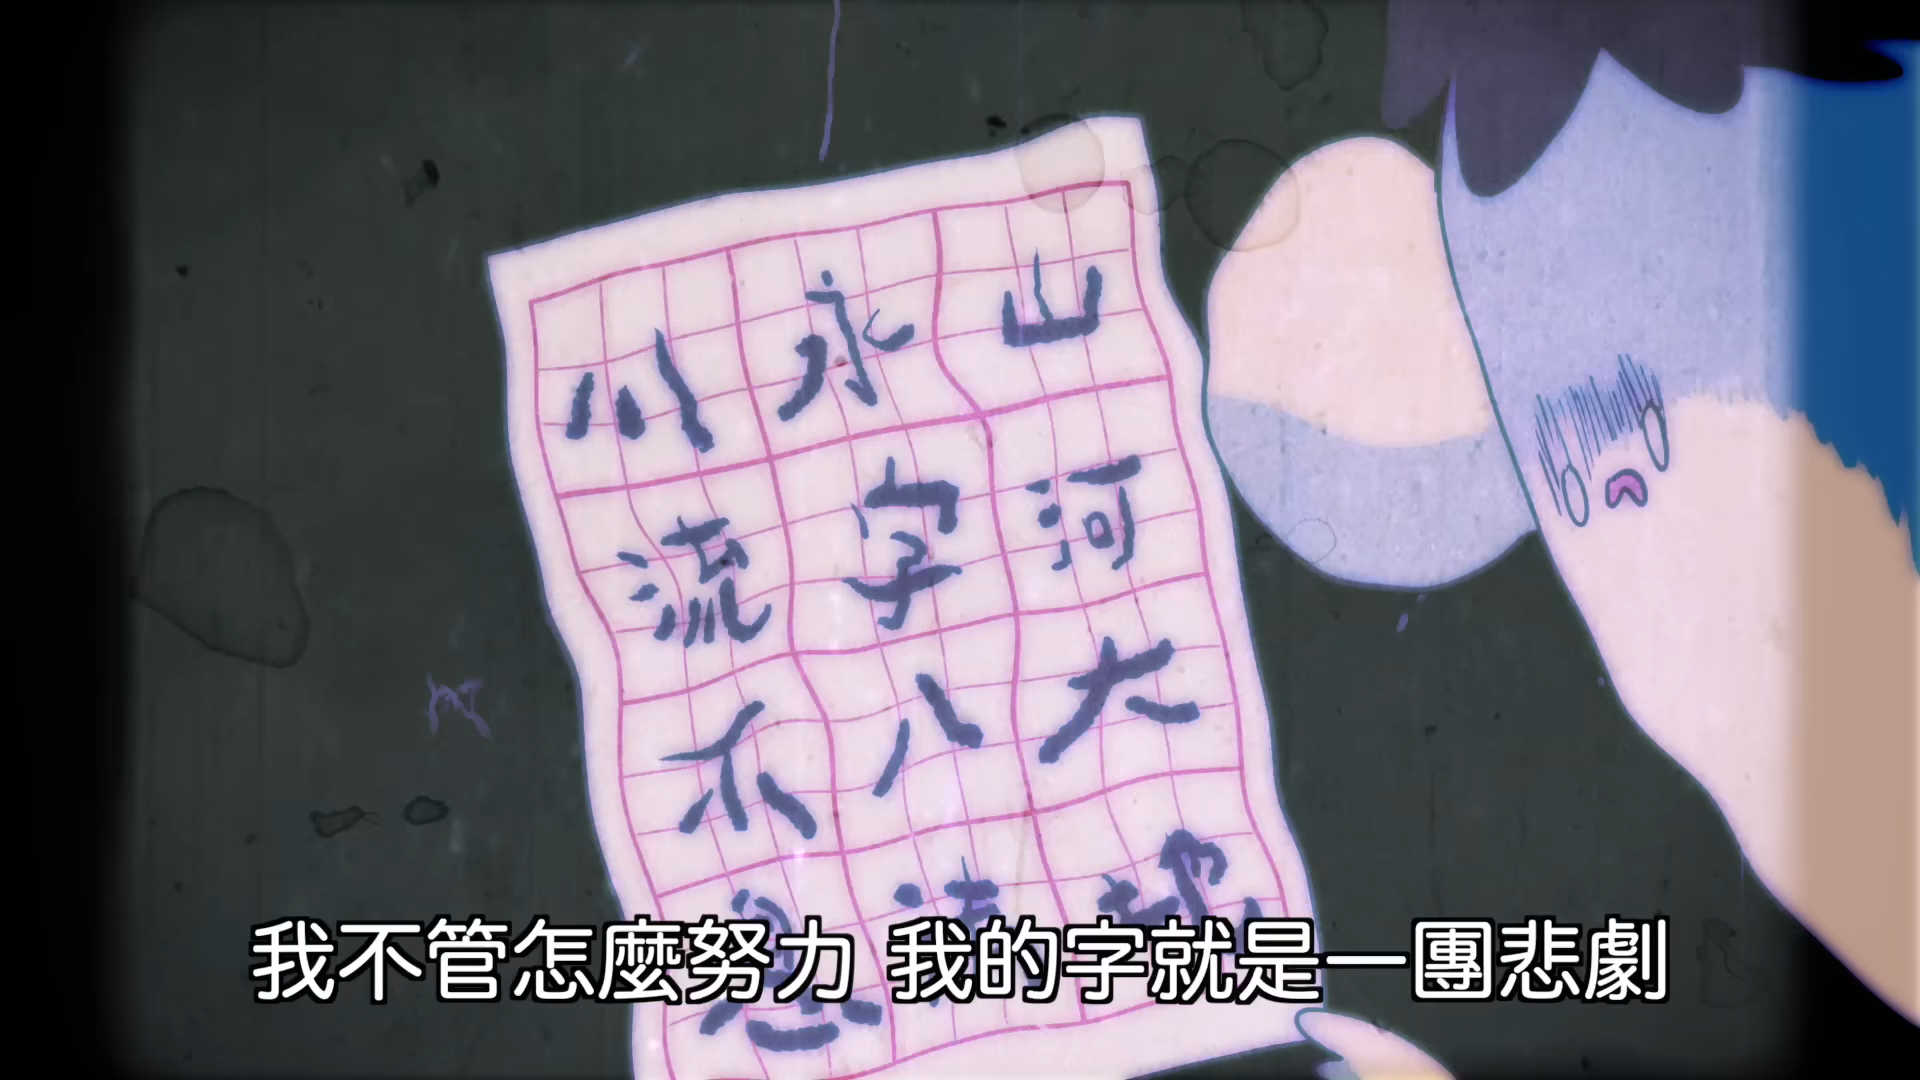 山永川
河字流
大八不
我不管怎麼努力 我的字就是一團悲劇